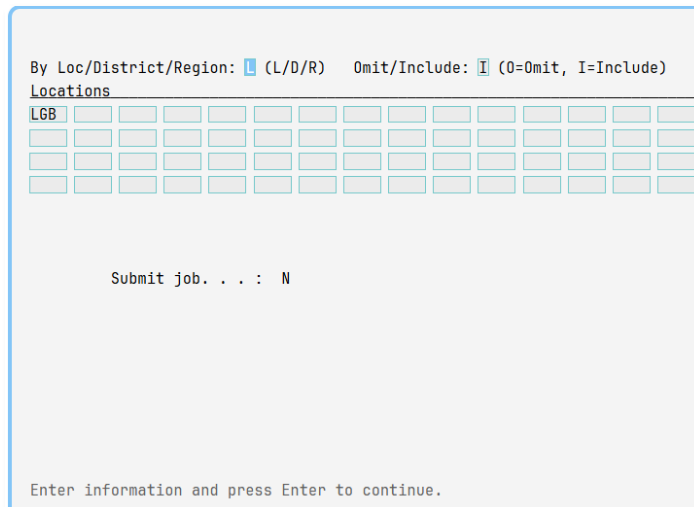 By Loc/District/Region: L (L/D/R) Omit/Include: I (O=Omit, I=Include)
Locations
LGB
Submit job. . . : N
Enter information and press Enter to continue.